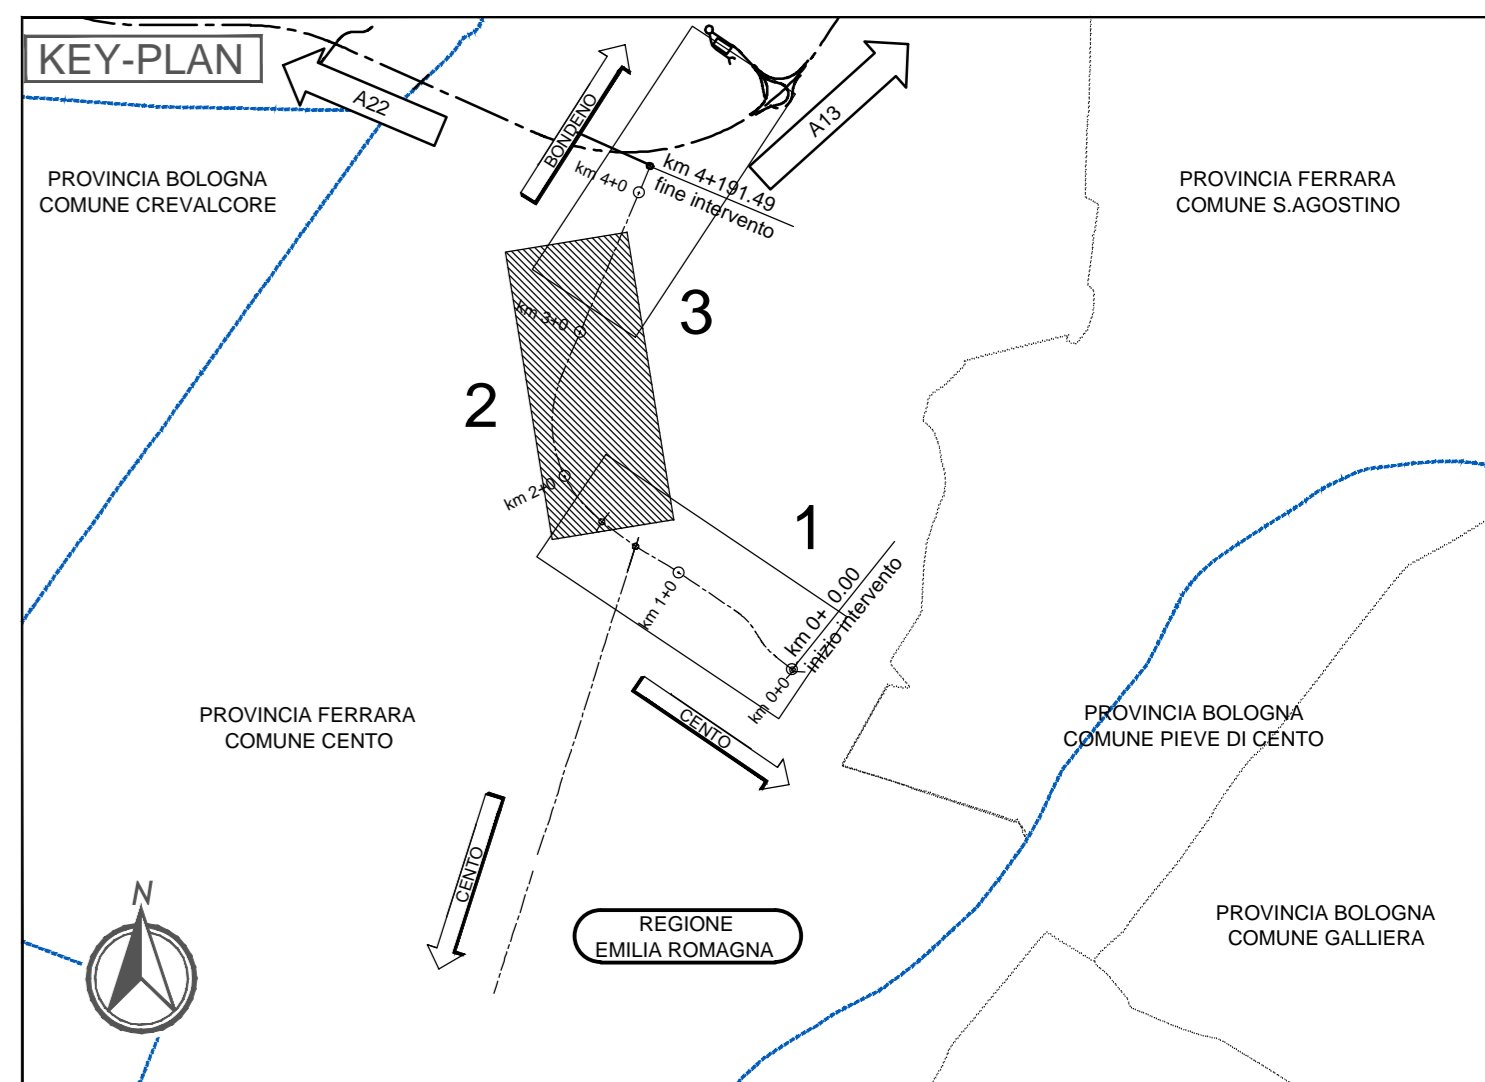 KEY-PLAN
A22
BONDENO
A13
PROVINCIA BOLOGNA
COMUNE CREVALCORE
km 4+0
km 4+191.49
fine intervento
PROVINCIA FERRARA
COMUNE S.AGOSTINO
km 3+0
3
2
km 2+0
1
km 1+0
km 0+ 0.00
inizio intervento
km 0+0
CENTO
PROVINCIA FERRARA
COMUNE CENTO
PROVINCIA BOLOGNA
COMUNE PIEVE DI CENTO
CENTO
N
REGIONE
EMILIA ROMAGNA
PROVINCIA BOLOGNA
COMUNE GALLIERA